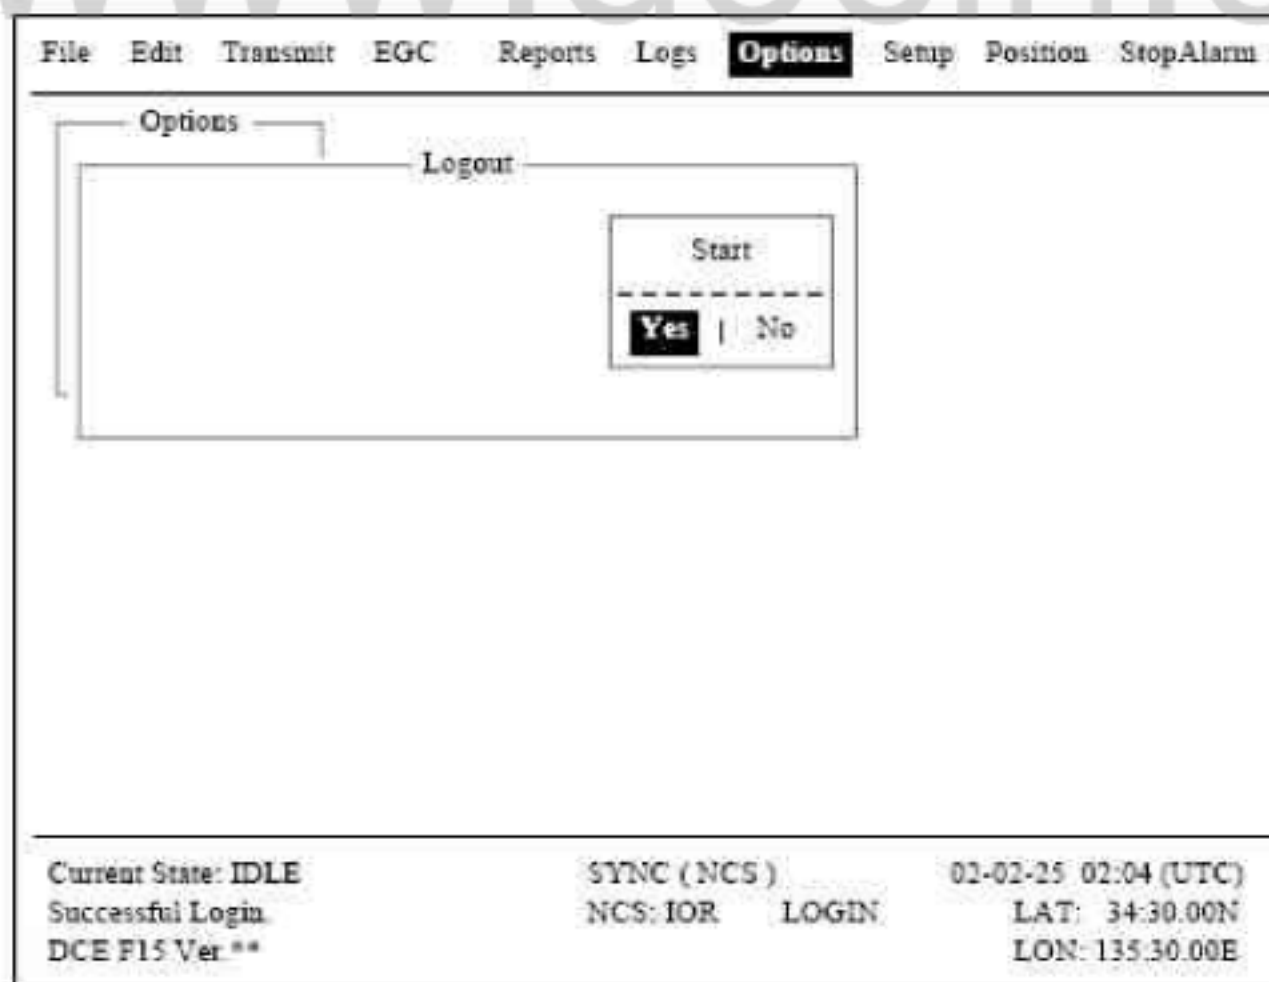 File Edit Transmit EGC Reports Logs Options Setup Position StopAlarm
Options
Logout
Start
Yes | No
Current State: IDLE SYNC ( NCS ) 02-02-25 02:04 (UTC)
Successful Login. NCS: IOR LOGIN LAT: 34:30.00N
DCE F15 Ver.** LON: 135:30.00E